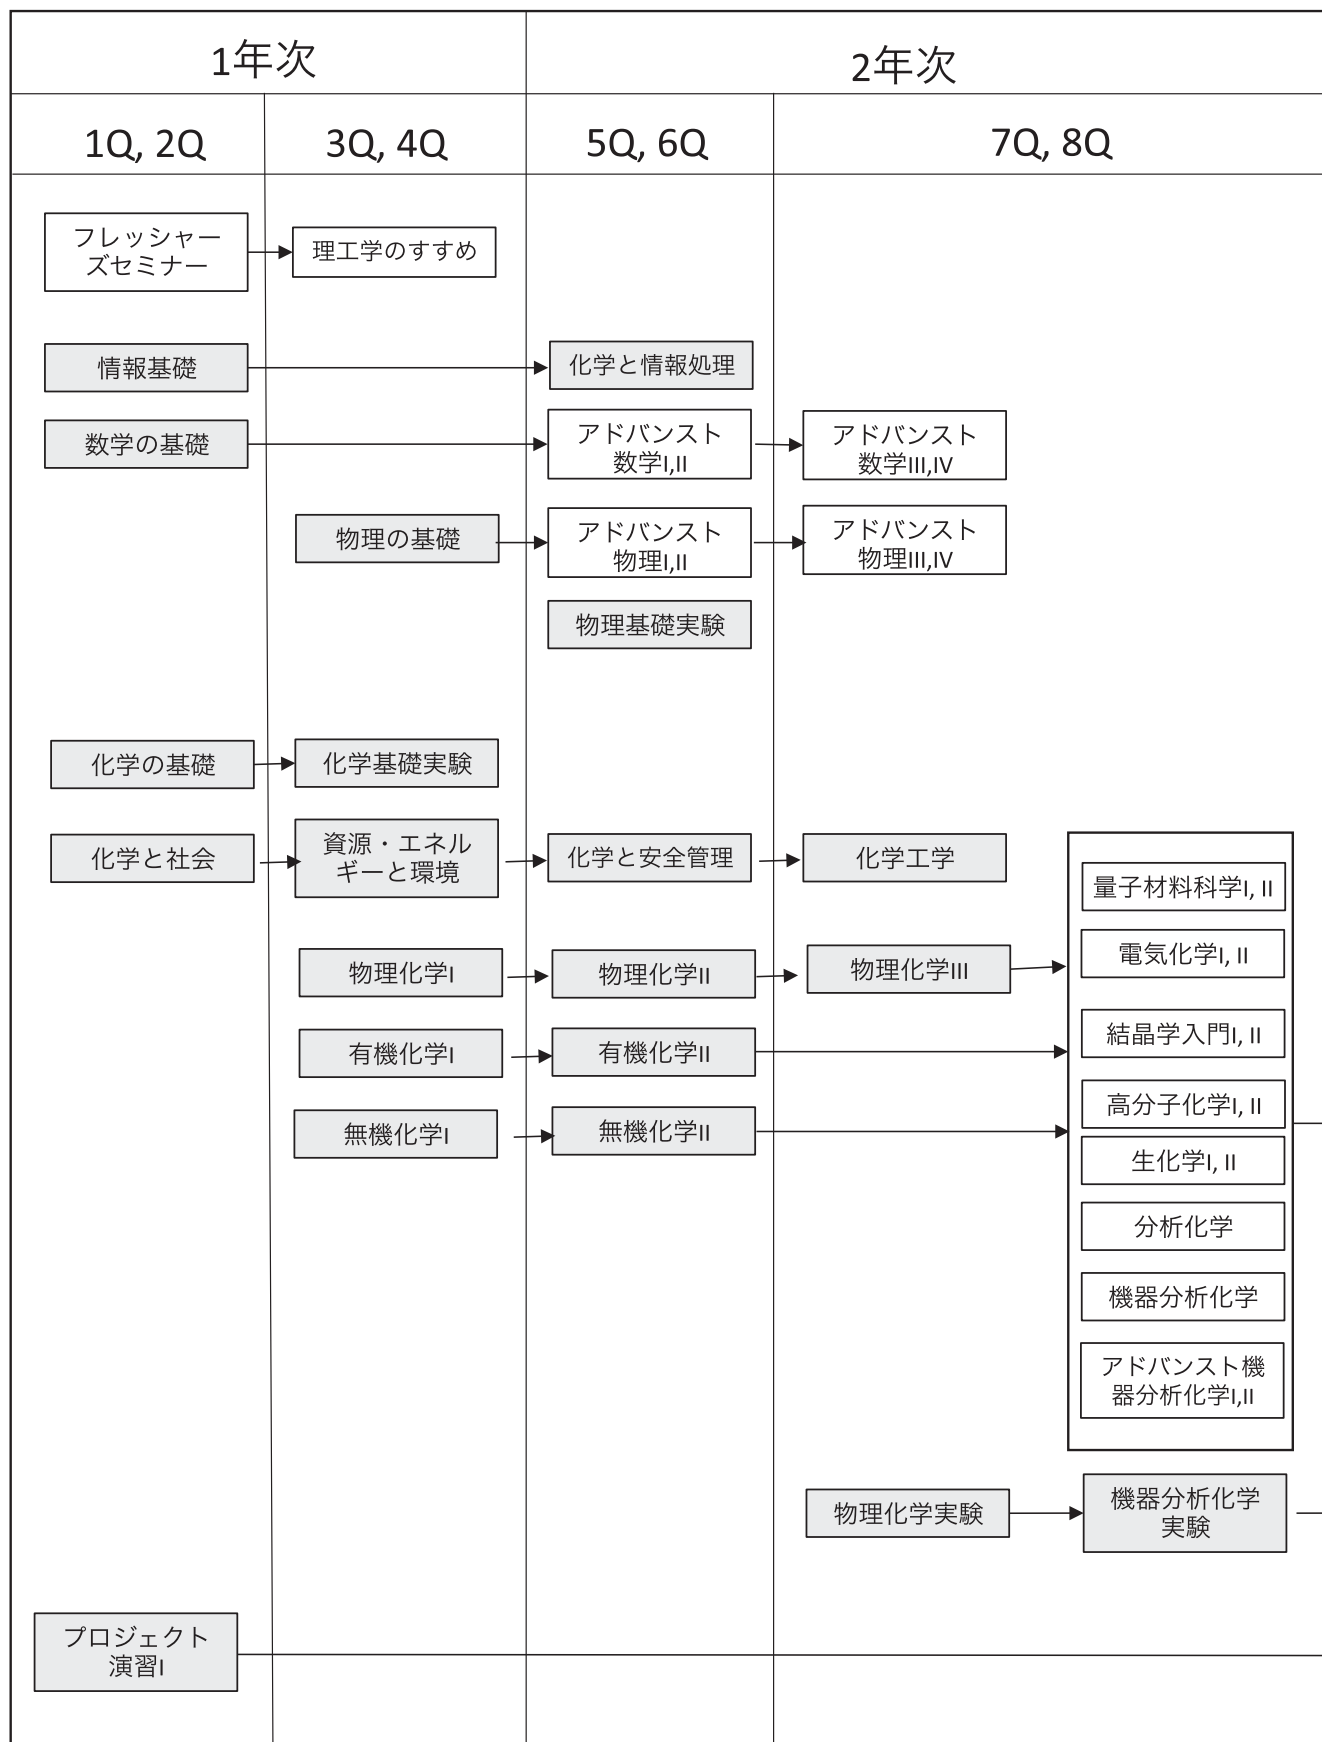 1年次
2年次
1Q, 2Q
3Q, 4Q
5Q, 6Q
7Q, 8Q
フレッシャー
ズセミナー
理工学のすすめ
情報基礎
化学と情報処理
数学の基礎
アドバンスト
数学I,II
アドバンスト
数学III,IV
物理の基礎
アドバンスト
物理I,II
アドバンスト
物理III,IV
物理基礎実験
化学の基礎
化学基礎実験
化学と社会
資源・エネル
ギーと環境
化学と安全管理
化学工学
量子材料科学I, II
物理化学I
物理化学II
物理化学III
電気化学I, II
有機化学I
有機化学II
結晶学入門I, II
無機化学I
無機化学II
高分子化学I, II
生化学I, II
分析化学
機器分析化学
アドバンスト機
器分析化学I,II
物理化学実験
機器分析化学
実験
プロジェクト
演習I